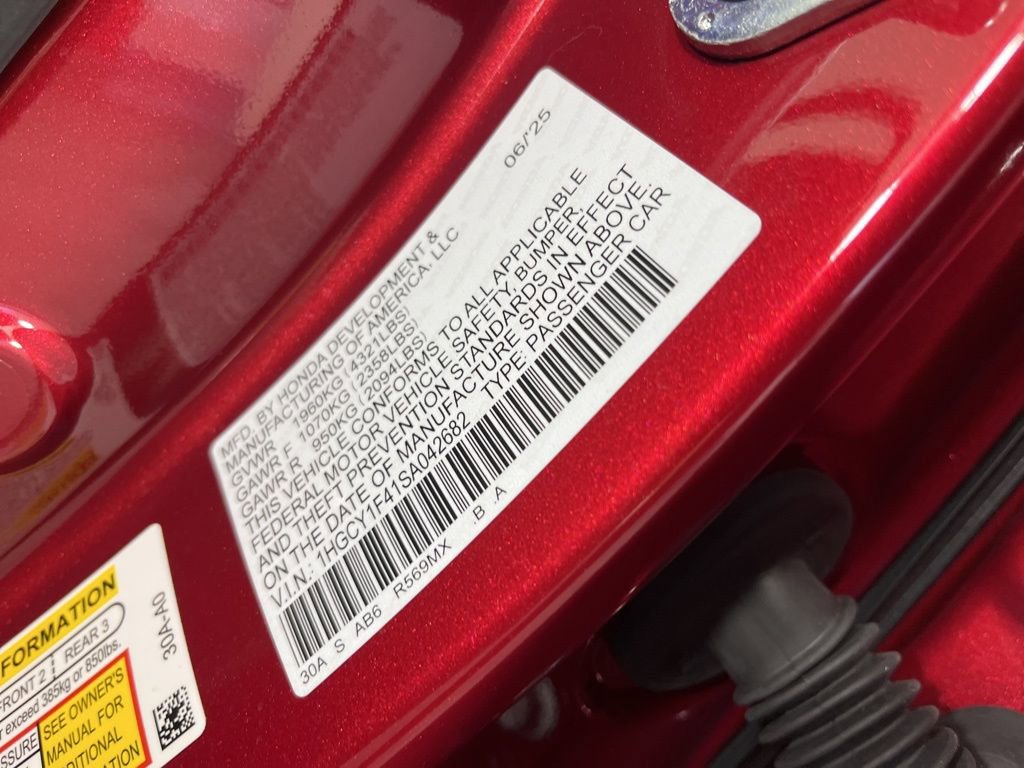 06/'25
MFD. BY HONDA DEVELOPMENT &
MANUFACTURING OF AMERICA, LLC
GVWR 1960KG (4321LBS)
GAWR F 1070KG (2358LBS)
GAWR R 950KG (2094LBS)
THIS VEHICLE CONFORMS TO ALL APPLICABLE
FEDERAL MOTOR VEHICLE SAFETY, BUMPER,
AND THEFT PREVENTION STANDARDS IN EFFECT
ON THE DATE OF MANUFACTURE SHOWN ABOVE.
V.I.N.: 1HGCY1F41SA042682 TYPE: PASSENGER CAR
30A S AB6 R569MX .B .A
FORMATION
30A-A0
FRONT 2 REAR 3
exceed 385kg or 850lbs.
SSURE
SEE OWNER'S
MANUAL FOR
DITIONAL